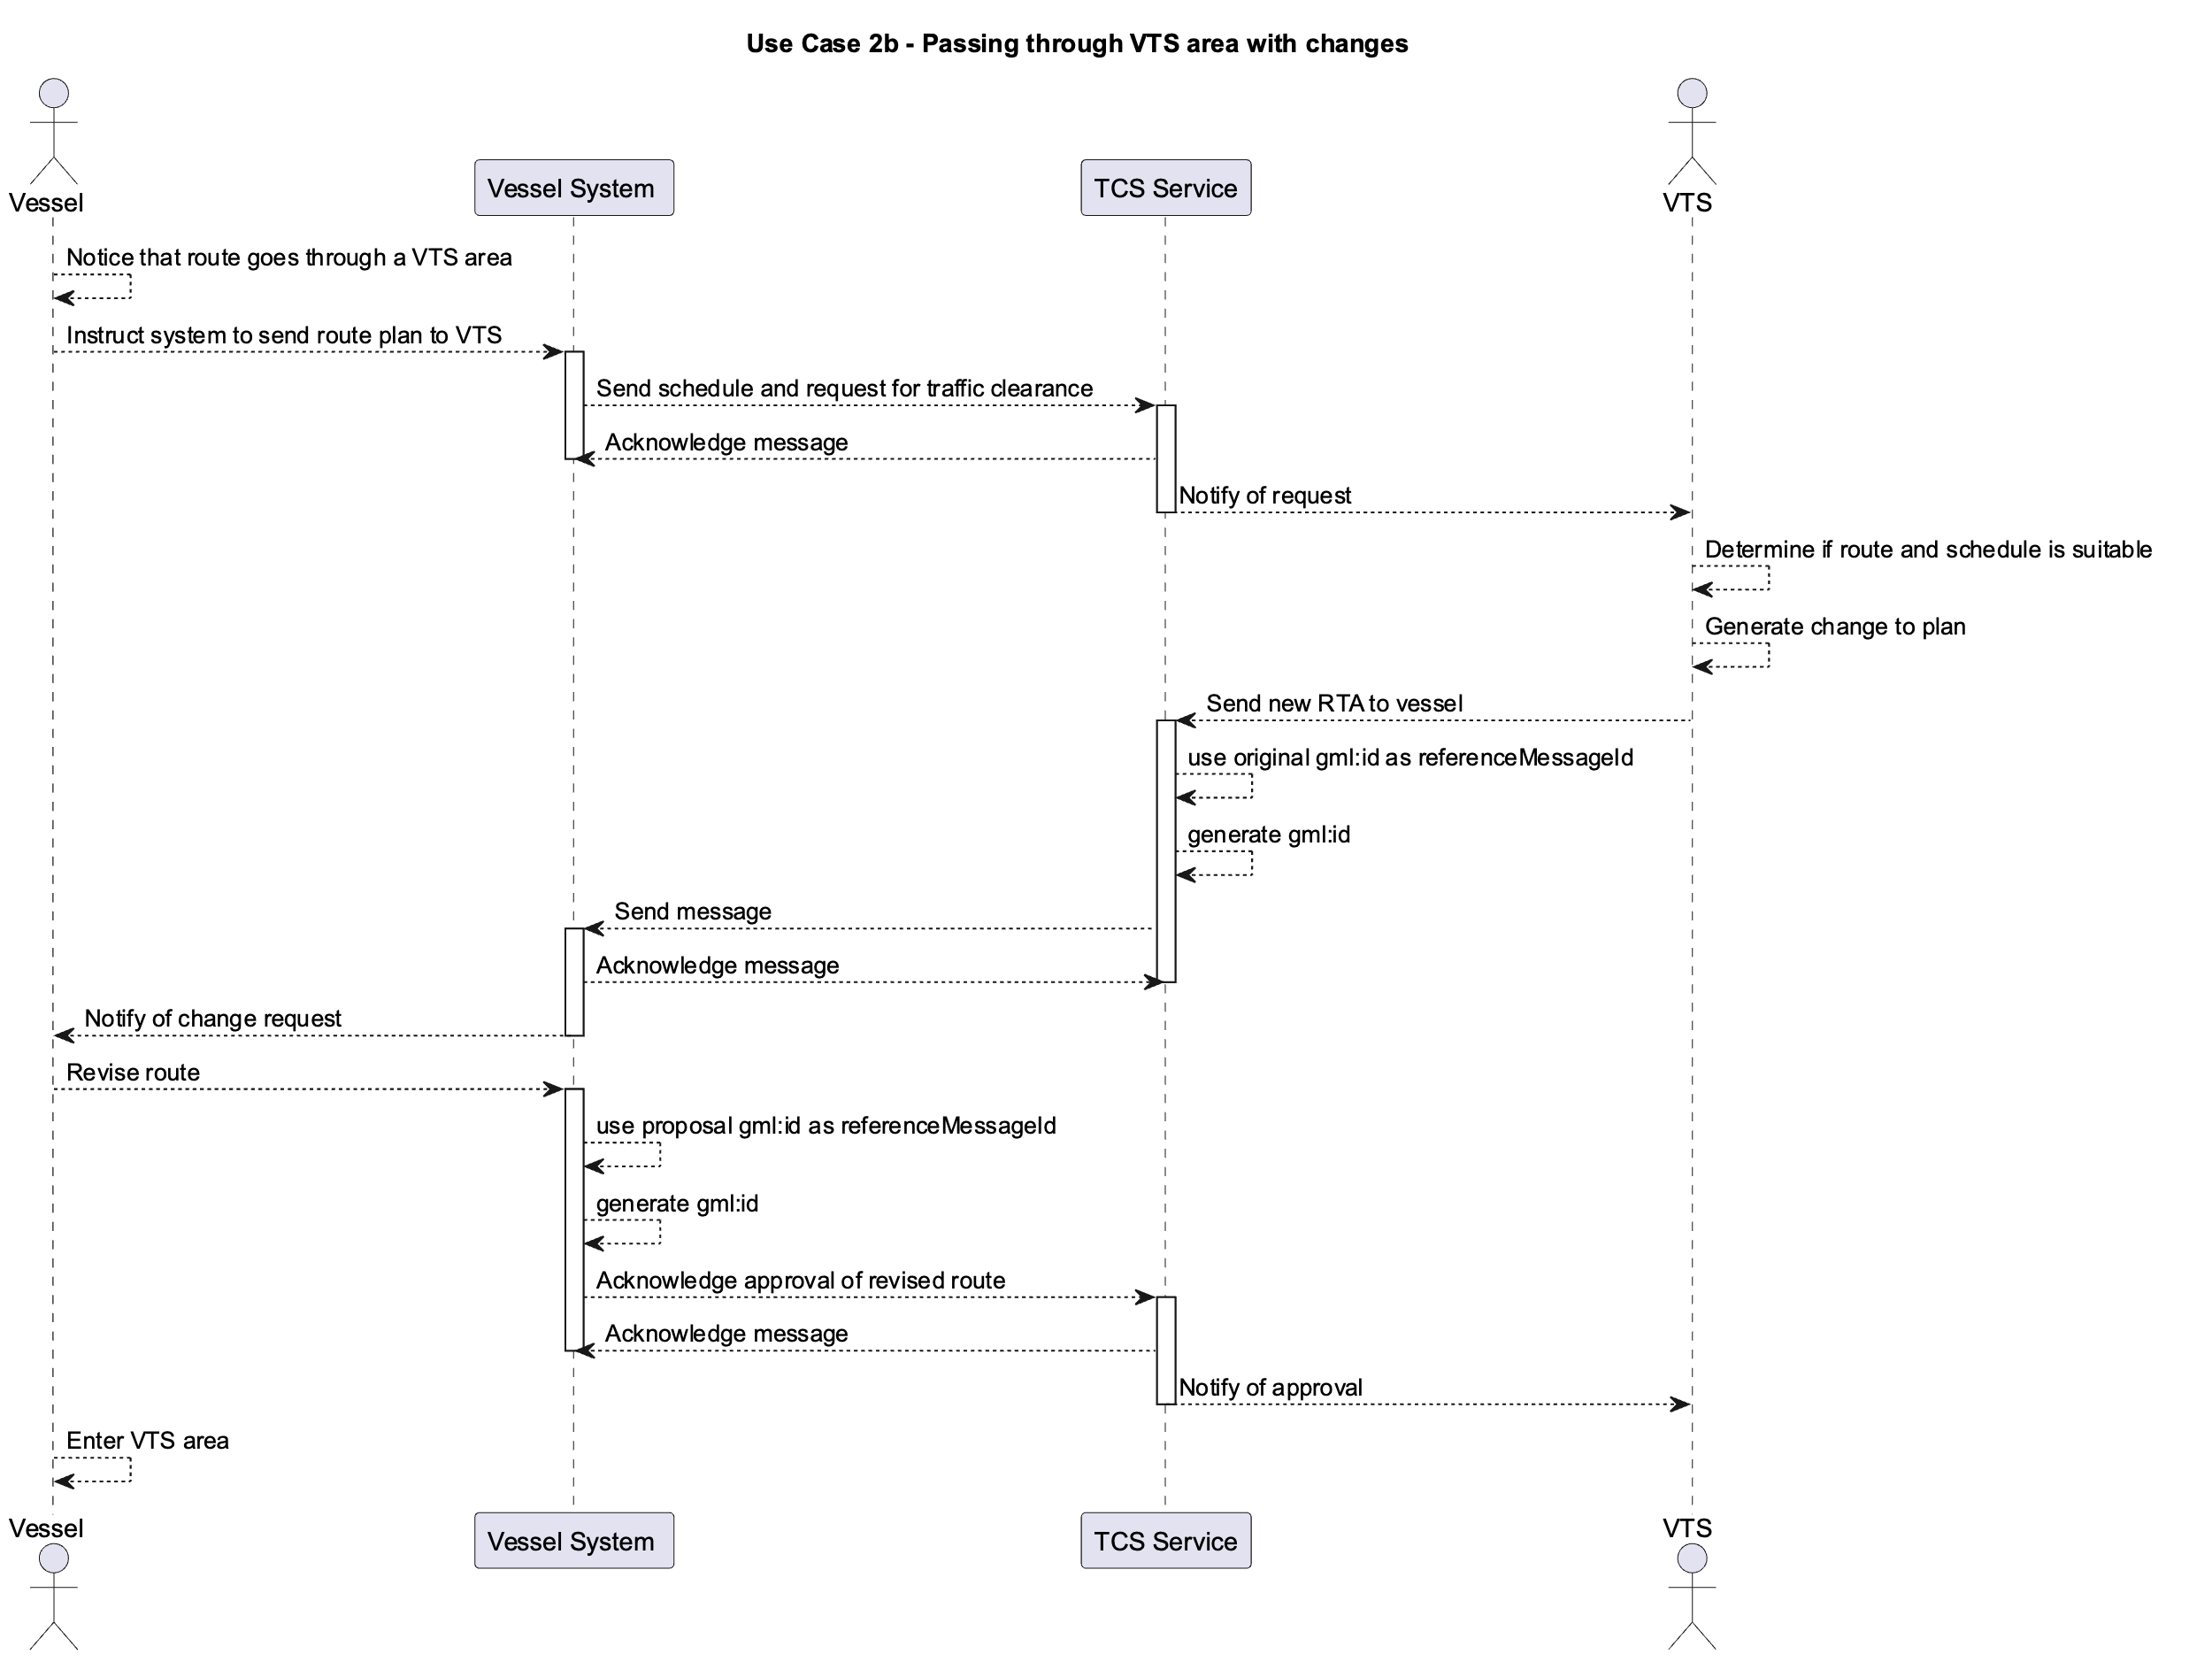 Use Case 2b - Passing through VTS area with changes
Vessel
Vessel System
TCS Service
VTS
Notice that route goes through a VTS area
Instruct system to send route plan to VTS
Send schedule and request for traffic clearance
Acknowledge message
Notify of request
Determine if route and schedule is suitable
Generate change to plan
Send new RTA to vessel
use original gml:id as referenceMessageId
generate gml:id
Send message
Acknowledge message
Notify of change request
Revise route
use proposal gml:id as referenceMessageId
generate gml:id
Acknowledge approval of revised route
Acknowledge message
Notify of approval
Enter VTS area
Vessel
Vessel System
TCS Service
VTS